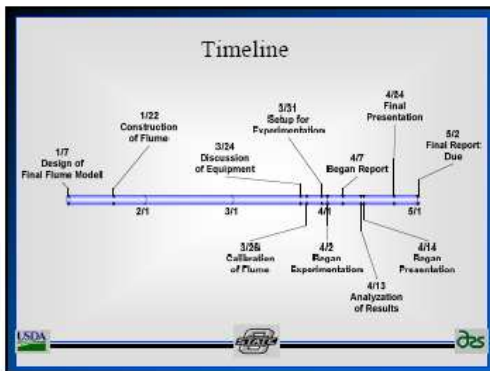 Timeline
1/7
Design of
Final Flume Modell
1/22
Construction
of Flume
3/24
Discussion
of Equipment
3/31
Setup for
Experimentation
4/7
Began Report
4/24
Final
Presentation
5/2
Final Report
Due
2/1
3/1
4/1
5/1
3/26
Calibration
of Flume
4/2
Began
Experimentation
4/13
Analyzation
of Results
4/14
Began
Presentation
USDA
STATE